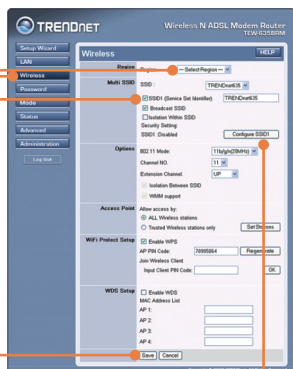 TRENDNET
Wireless N ADSL Modem Router
TEW-635BRM
Setup Wizard
LAN
Wireless
Password
Mode
Status
Advanced
Administration
Log Out
Wireless
HELP
Region
Region: -- Select Region --
Multi SSID
SSID : TRENDnet635
SSID1 (Service Set Identifier) TRENDnet635
Broadcast SSID
Isolation Within SSID
Security Setting:
SSID1 :Disabled Configure SSID1
Options
802.11 Mode: 11b/g/n(20MHz)
Channel NO. 11
Extension Channel. UP
Isolation Between SSID
WMM support
Access Point
Allow access by:
ALL Wireless stations
Trusted Wireless stations only Set Stations
WiFi Protect Setup
Enable WPS
AP PIN Code: 78995864 Regenerate
Join Wireless Client
Input Client PIN Code: OK
WDS Setup
Enable WDS
MAC Address List
AP 1:
AP 2:
AP 3:
AP 4:
Save Cancel